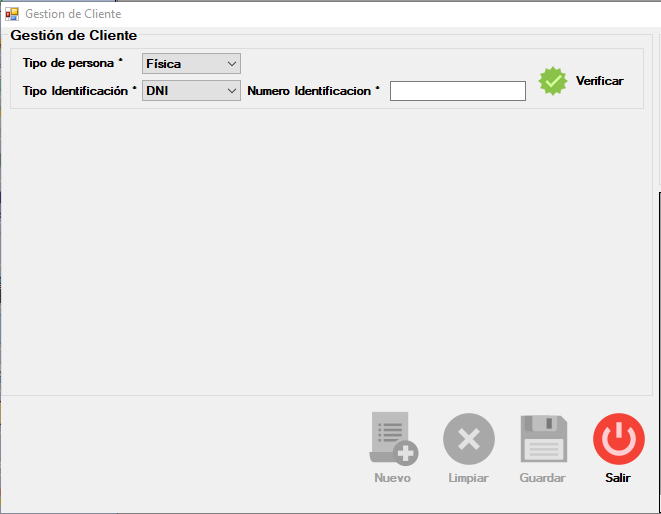 Gestion de Cliente
Gestión de Cliente
Tipo de persona * Física
Tipo Identificación * DNI Numero Identificacion * Verificar
Nuevo Limpiar Guardar Salir